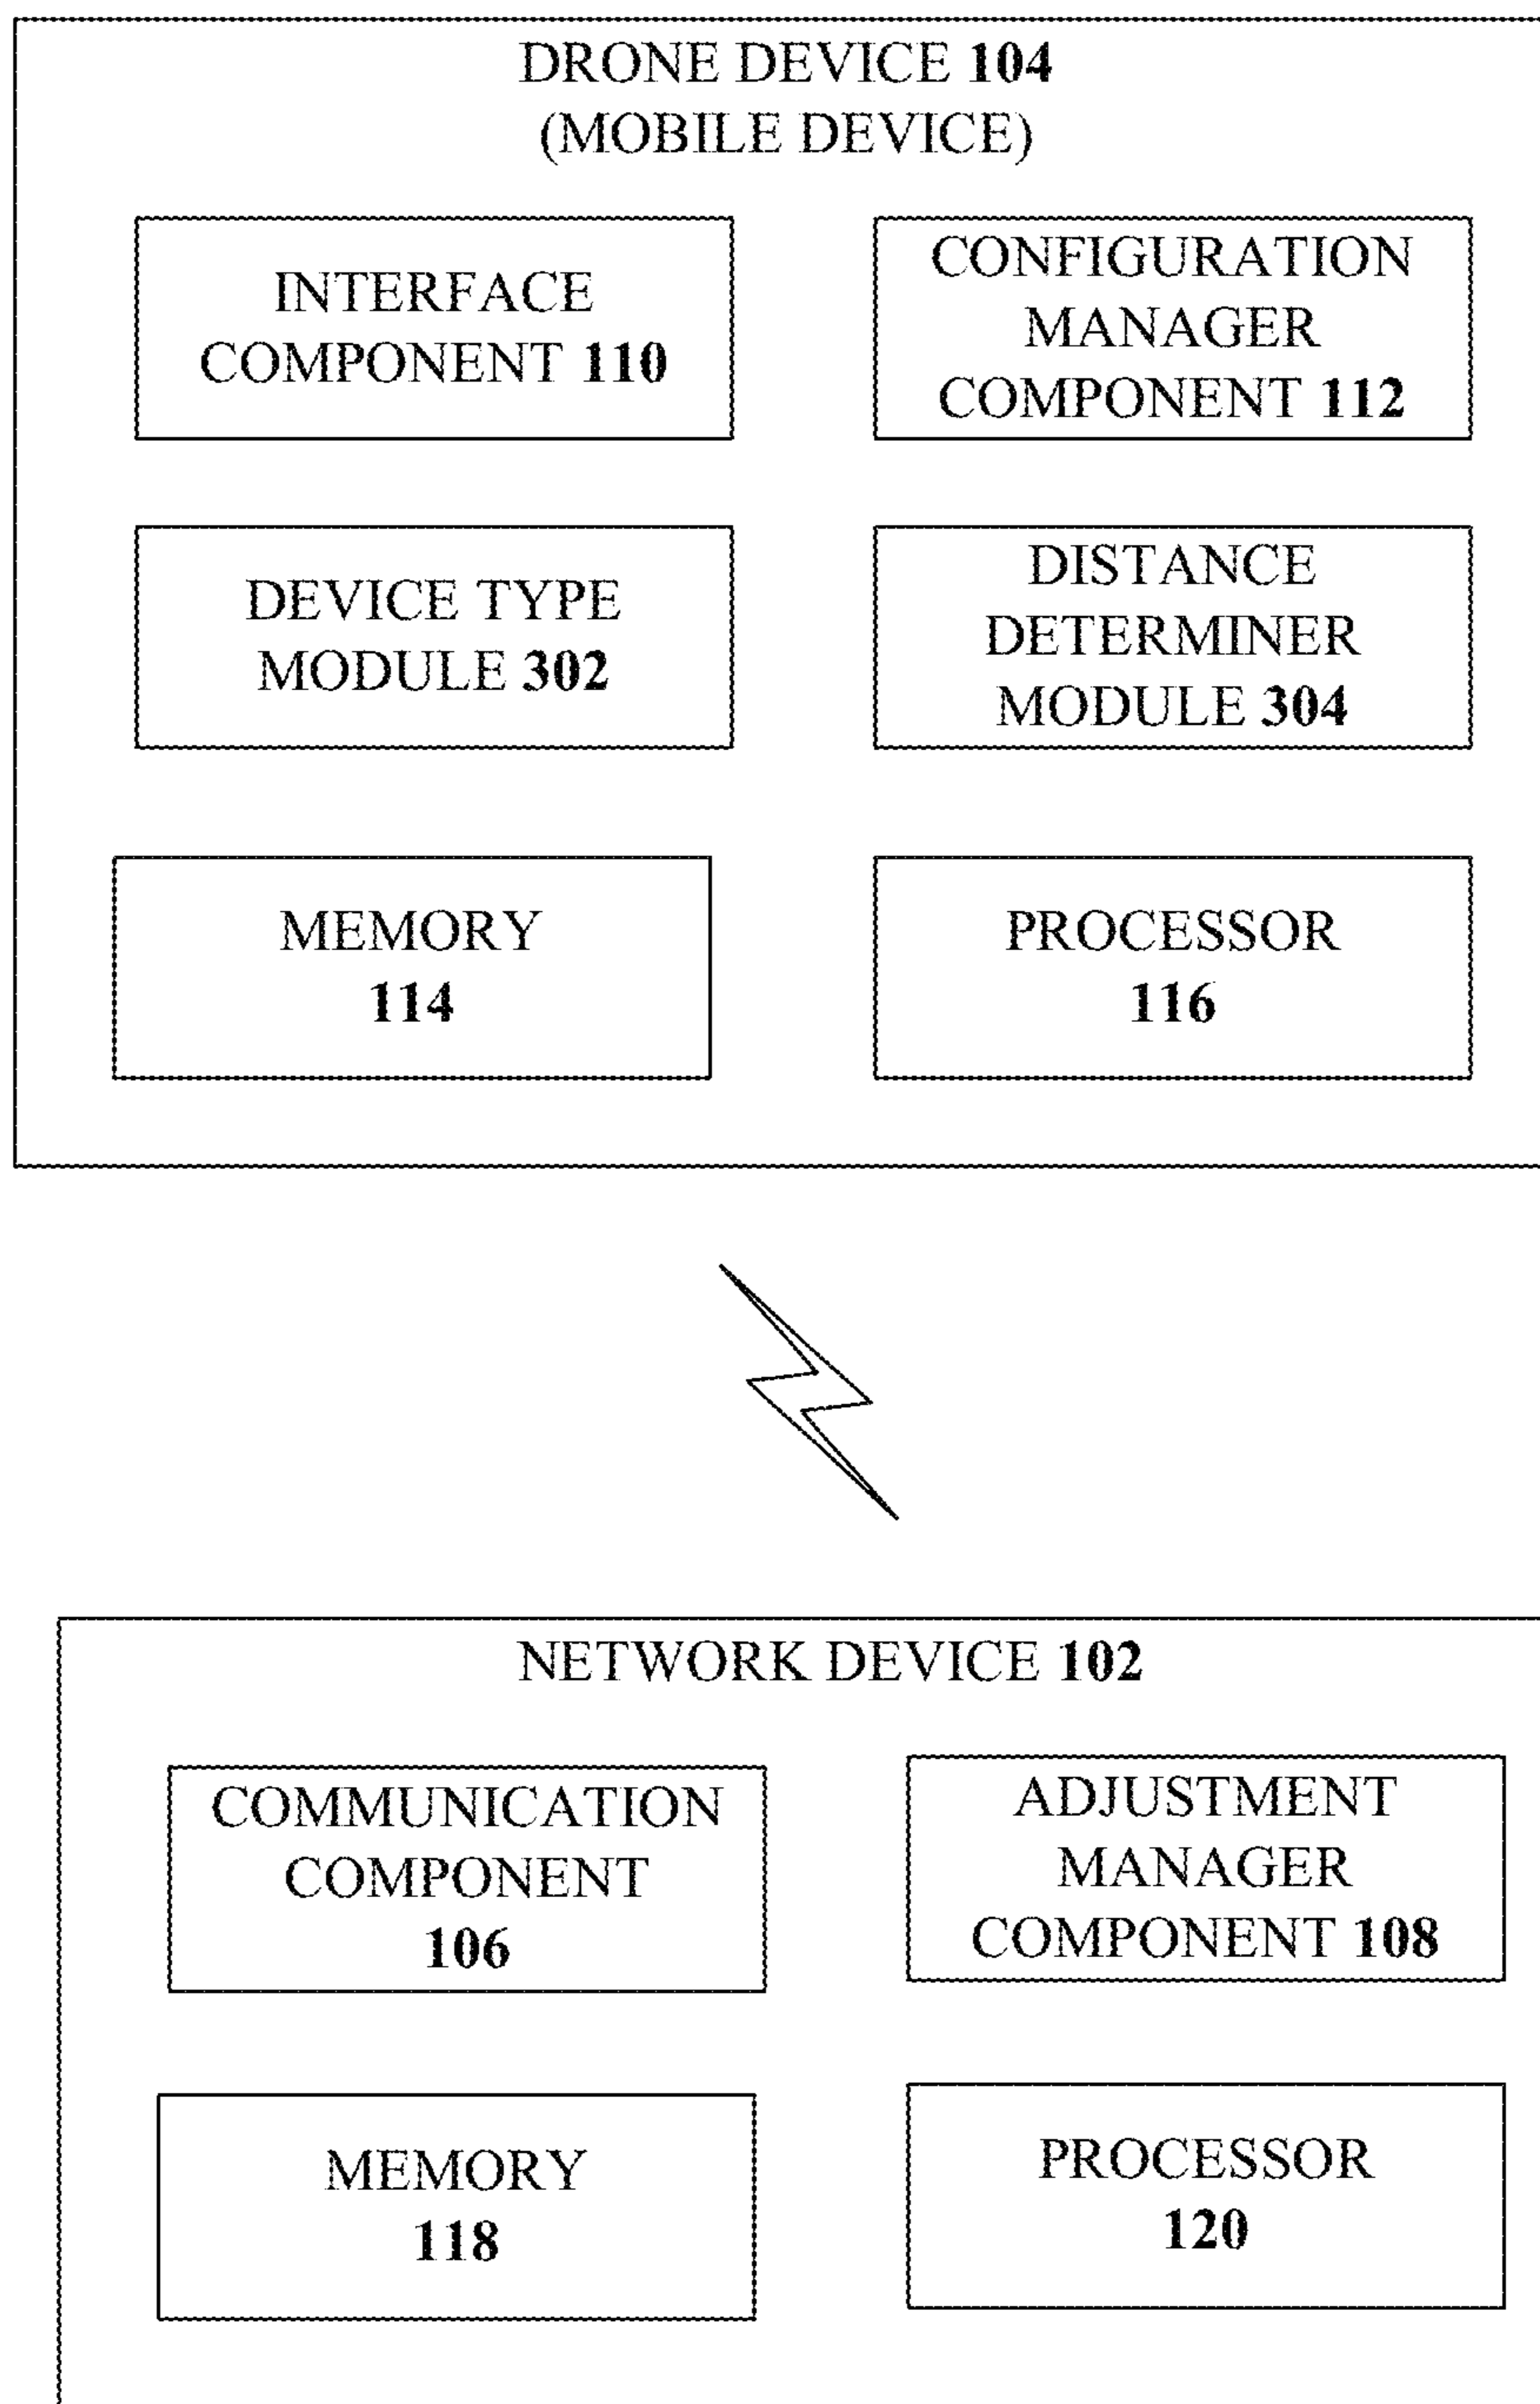 DRONE DEVICE 104
(MOBILE DEVICE)
INTERFACE
COMPONENT 110
CONFIGURATION
MANAGER
COMPONENT 112
DEVICE TYPE
MODULE 302
DISTANCE
DETERMINER
MODULE 304
MEMORY
114
PROCESSOR
116
NETWORK DEVICE 102
COMMUNICATION
COMPONENT
106
ADJUSTMENT
MANAGER
COMPONENT 108
MEMORY
118
PROCESSOR
120